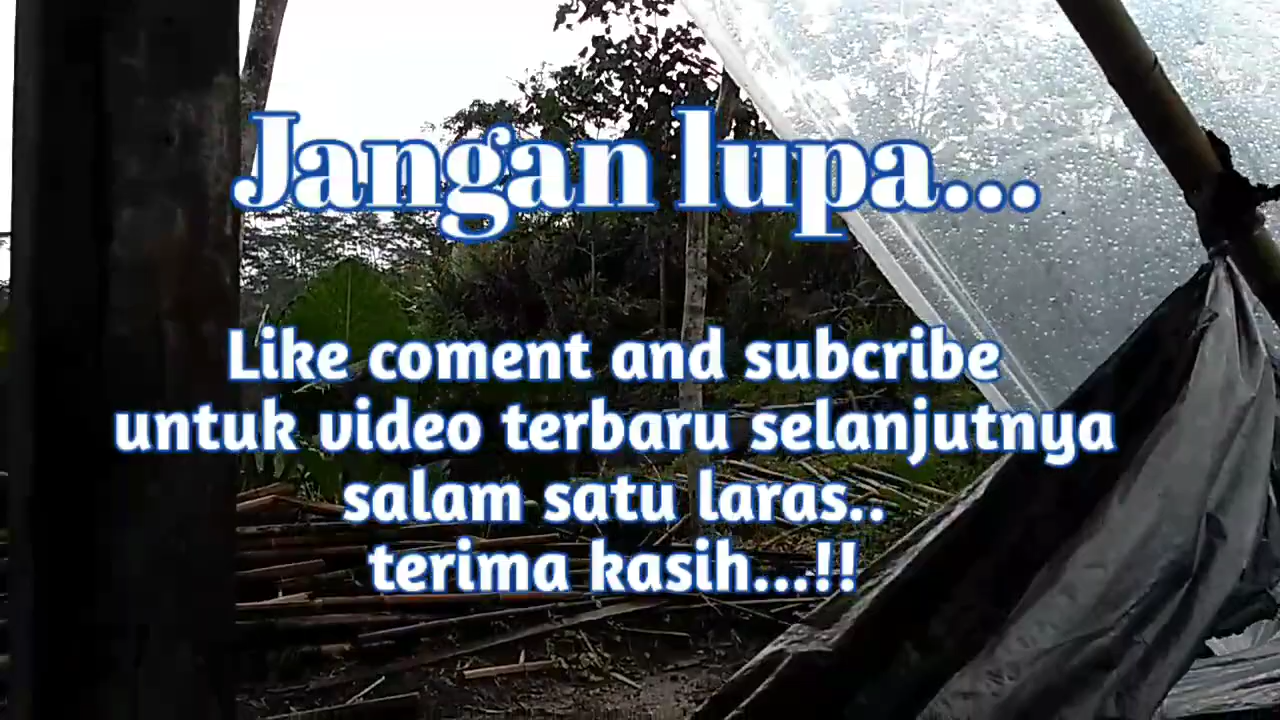 Jangan lupa...
Like coment and subcribe
untuk video terbaru selanjutnya
salam satu laras..
terima kasih...!!